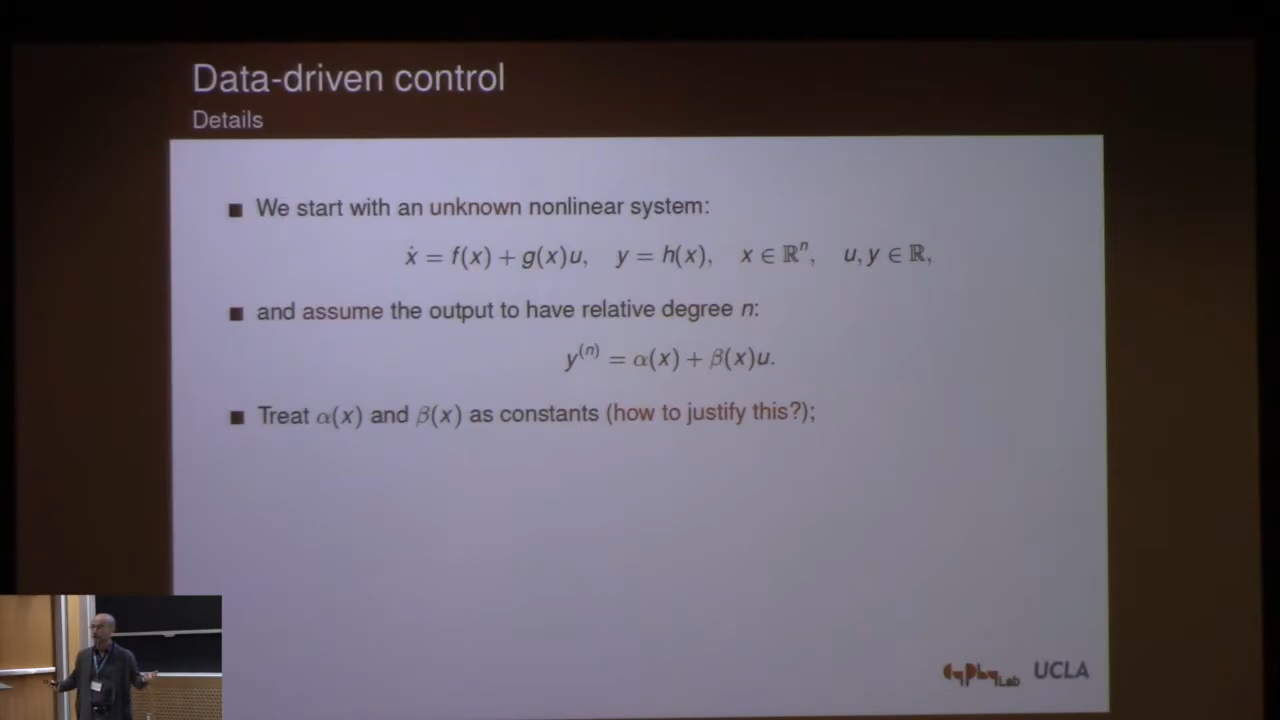 Data-driven control
Details
We start with an unknown nonlinear system:
ẋ = f(x) + g(x)u, y = h(x), x ∈ ℝⁿ, u, y ∈ ℝ,
and assume the output to have relative degree n:
y⁽ⁿ⁾ = α(x) + β(x)u.
Treat α(x) and β(x) as constants (how to justify this?);
CyPhyLab UCLA